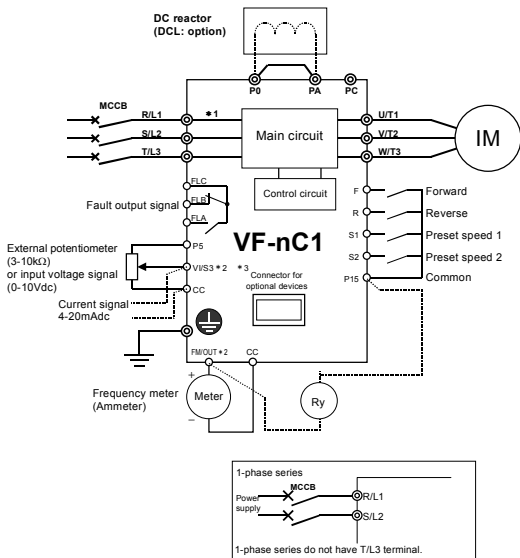 DC reactor
(DCL: option)
P0 PA PC
MCCB
R/L1 *1 U/T1
S/L2 V/T2
T/L3 W/T3
Main circuit
IM
Control circuit
FLC
FLB
FLA
Fault output signal
VF-nC1
F Forward
R Reverse
S1 Preset speed 1
S2 Preset speed 2
P15 Common
P5
External potentiometer
(3-10kΩ)
or input voltage signal
(0-10Vdc)
VI/S3 *2 *3
Connector for
optional devices
CC
Current signal
4-20mAdc
FM/OUT *2 CC
+
Frequency meter
(Ammeter)
Meter
−
Ry
1-phase series
MCCB
Power
supply
R/L1
S/L2
1-phase series do not have T/L3 terminal.